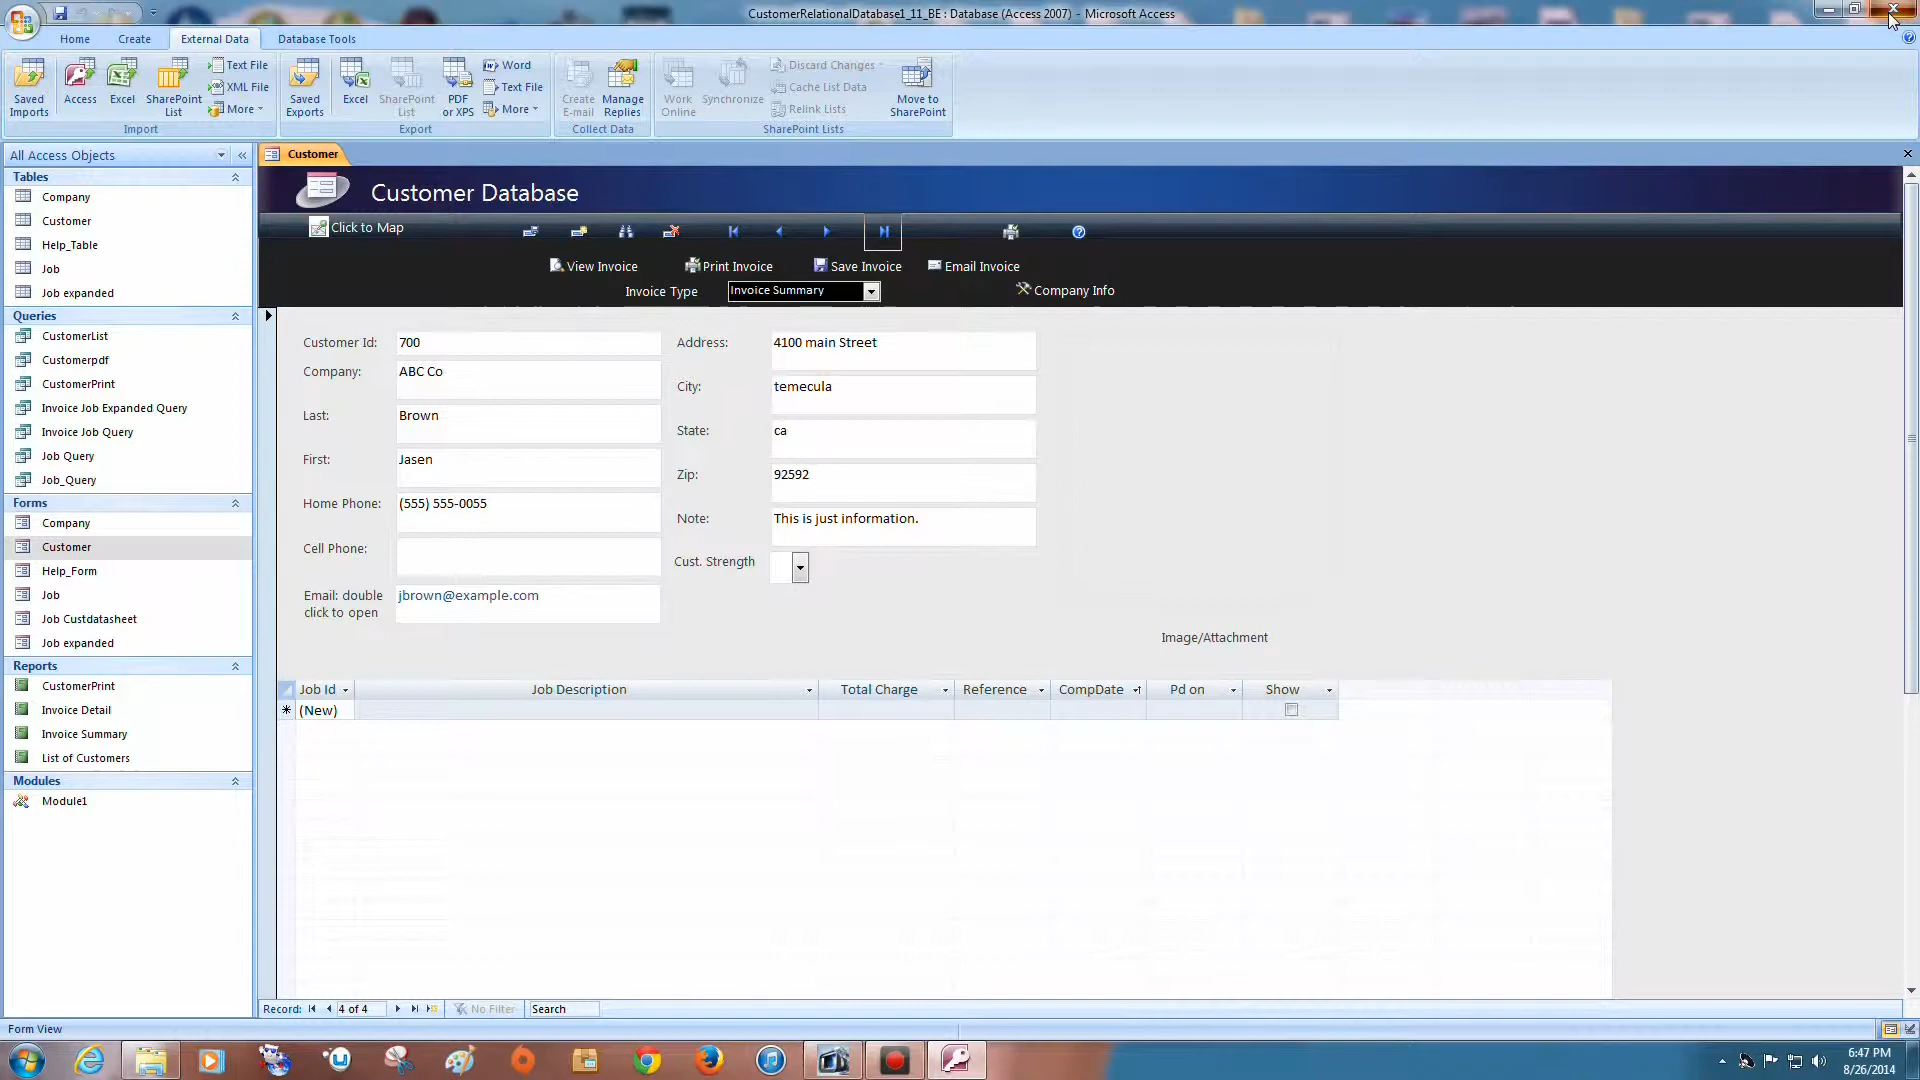 CustomerRelationalDatabase1_11_BE : Database (Access 2007) - Microsoft Access
Home Create External Data Database Tools
Saved Imports
Access
Excel
SharePoint List
Text File
XML File
More
Import
Saved Exports
Excel
SharePoint List
PDF or XPS
Word
Text File
More
Export
Create E-mail
Manage Replies
Collect Data
Work Online
Synchronize
Discard Changes
Cache List Data
Relink Lists
Move to SharePoint
SharePoint Lists
All Access Objects
Tables
Company
Customer
Help_Table
Job
Job expanded
Queries
CustomerList
Customerpdf
CustomerPrint
Invoice Job Expanded Query
Invoice Job Query
Job Query
Job_Query
Forms
Company
Customer
Help_Form
Job
Job Custdatasheet
Job expanded
Reports
CustomerPrint
Invoice Detail
Invoice Summary
List of Customers
Modules
Module1
Customer
Customer Database
Click to Map
View Invoice Print Invoice Save Invoice Email Invoice
Invoice Type Invoice Summary Company Info
Customer Id: 700
Company: ABC Co
Last: Brown
First: Jasen
Home Phone: (555) 555-0055
Cell Phone:
Email: double click to open jbrown@example.com
Address: 4100 main Street
City: temecula
State: ca
Zip: 92592
Note: This is just information.
Cust. Strength
Image/Attachment
Job Id Job Description Total Charge Reference CompDate Pd on Show
* (New)
Record: 4 of 4 No Filter Search
Form View
6:47 PM
8/26/2014